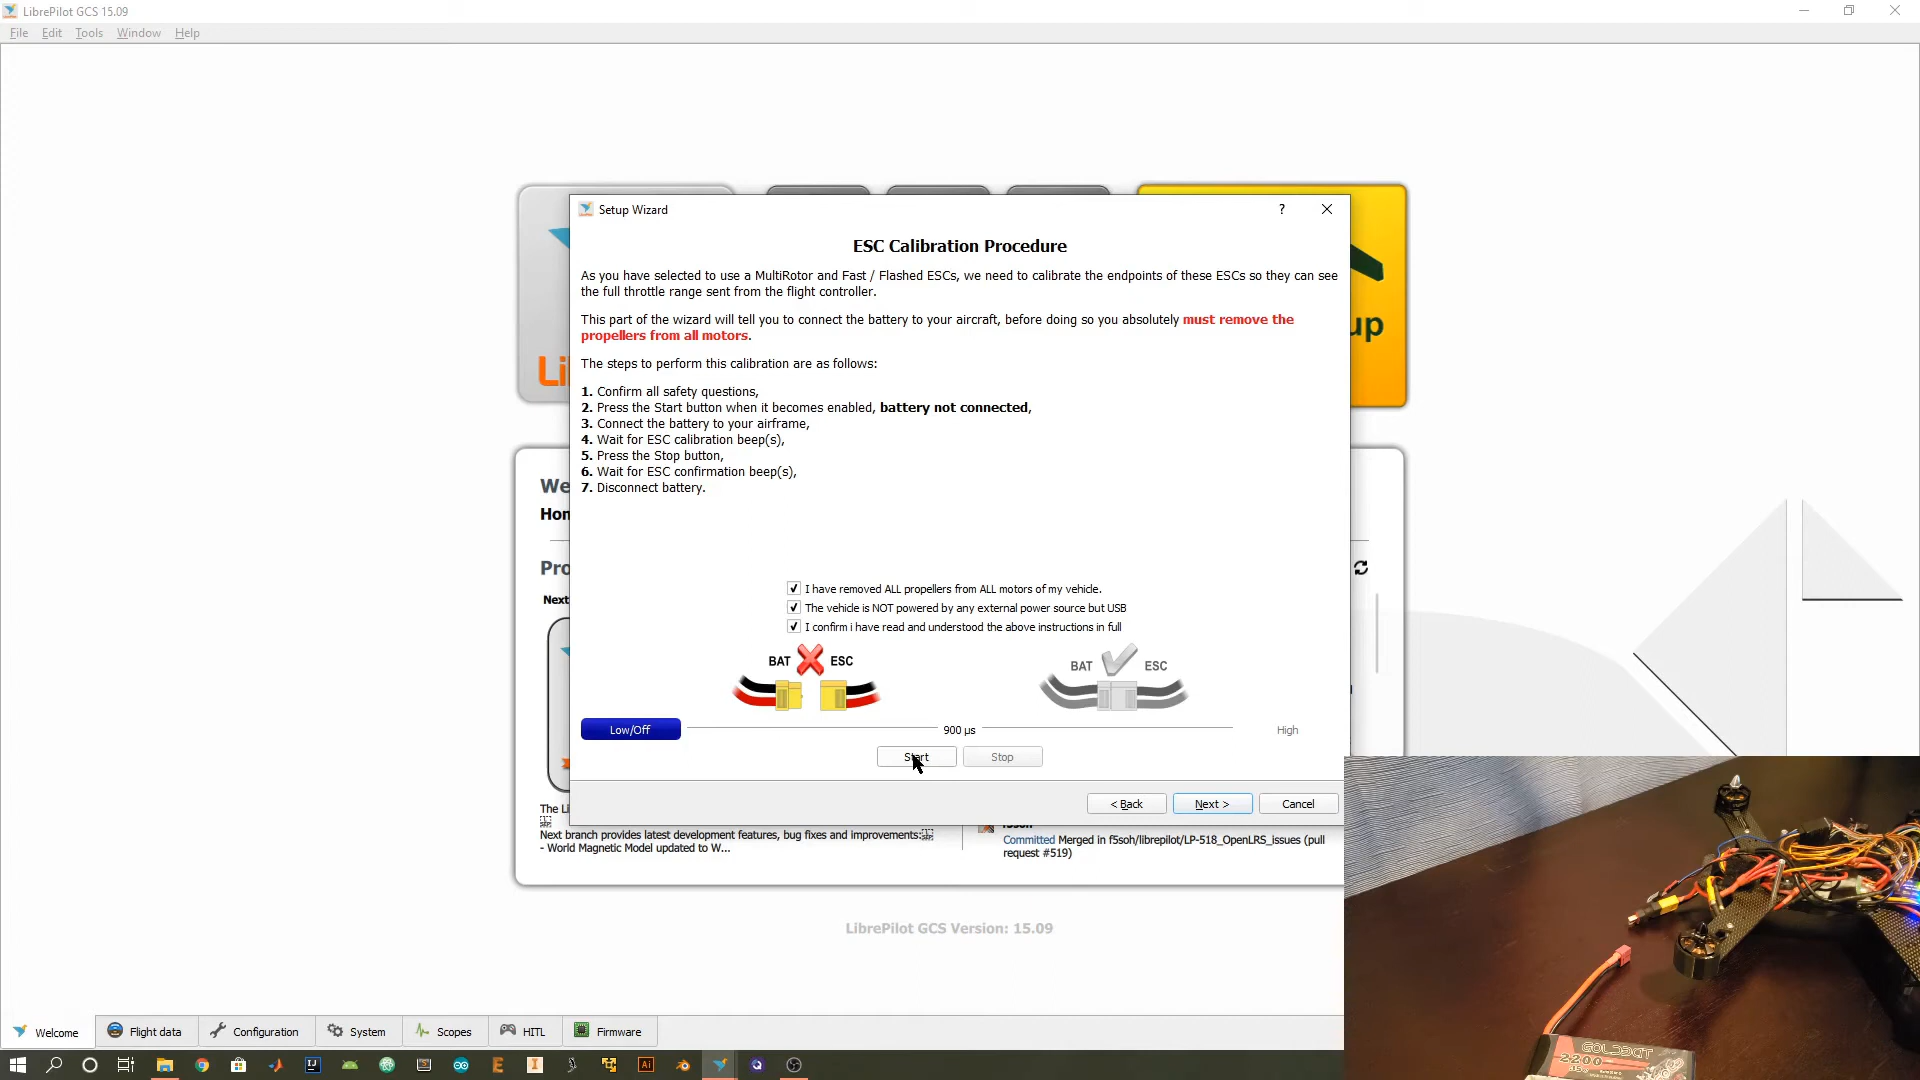 LibrePilot GCS 15.09
File Edit Tools Window Help
Setup Wizard
?
ESC Calibration Procedure
As you have selected to use a MultiRotor and Fast / Flashed ESCs, we need to calibrate the endpoints of these ESCs so they can see
the full throttle range sent from the flight controller.
This part of the wizard will tell you to connect the battery to your aircraft, before doing so you absolutely must remove the
propellers from all motors.
The steps to perform this calibration are as follows:
1. Confirm all safety questions,
2. Press the Start button when it becomes enabled, battery not connected,
3. Connect the battery to your airframe,
4. Wait for ESC calibration beep(s),
5. Press the Stop button,
6. Wait for ESC confirmation beep(s),
7. Disconnect battery.
Li
up
We
Hon
Pro
Next
I have removed ALL propellers from ALL motors of my vehicle.
The vehicle is NOT powered by any external power source but USB
I confirm i have read and understood the above instructions in full
BAT ESC
BAT ESC
Low/Off
900 µs
High
Start
Stop
< Back
Next >
Cancel
The Li
Next branch provides latest development features, bug fixes and improvements:
- World Magnetic Model updated to W...
f5soh
Committed Merged in f5soh/librepilot/LP-518_OpenLRS_issues (pull
request #519)
LibrePilot GCS Version: 15.09
Welcome
Flight data
Configuration
System
Scopes
HITL
Firmware
Ai
2200